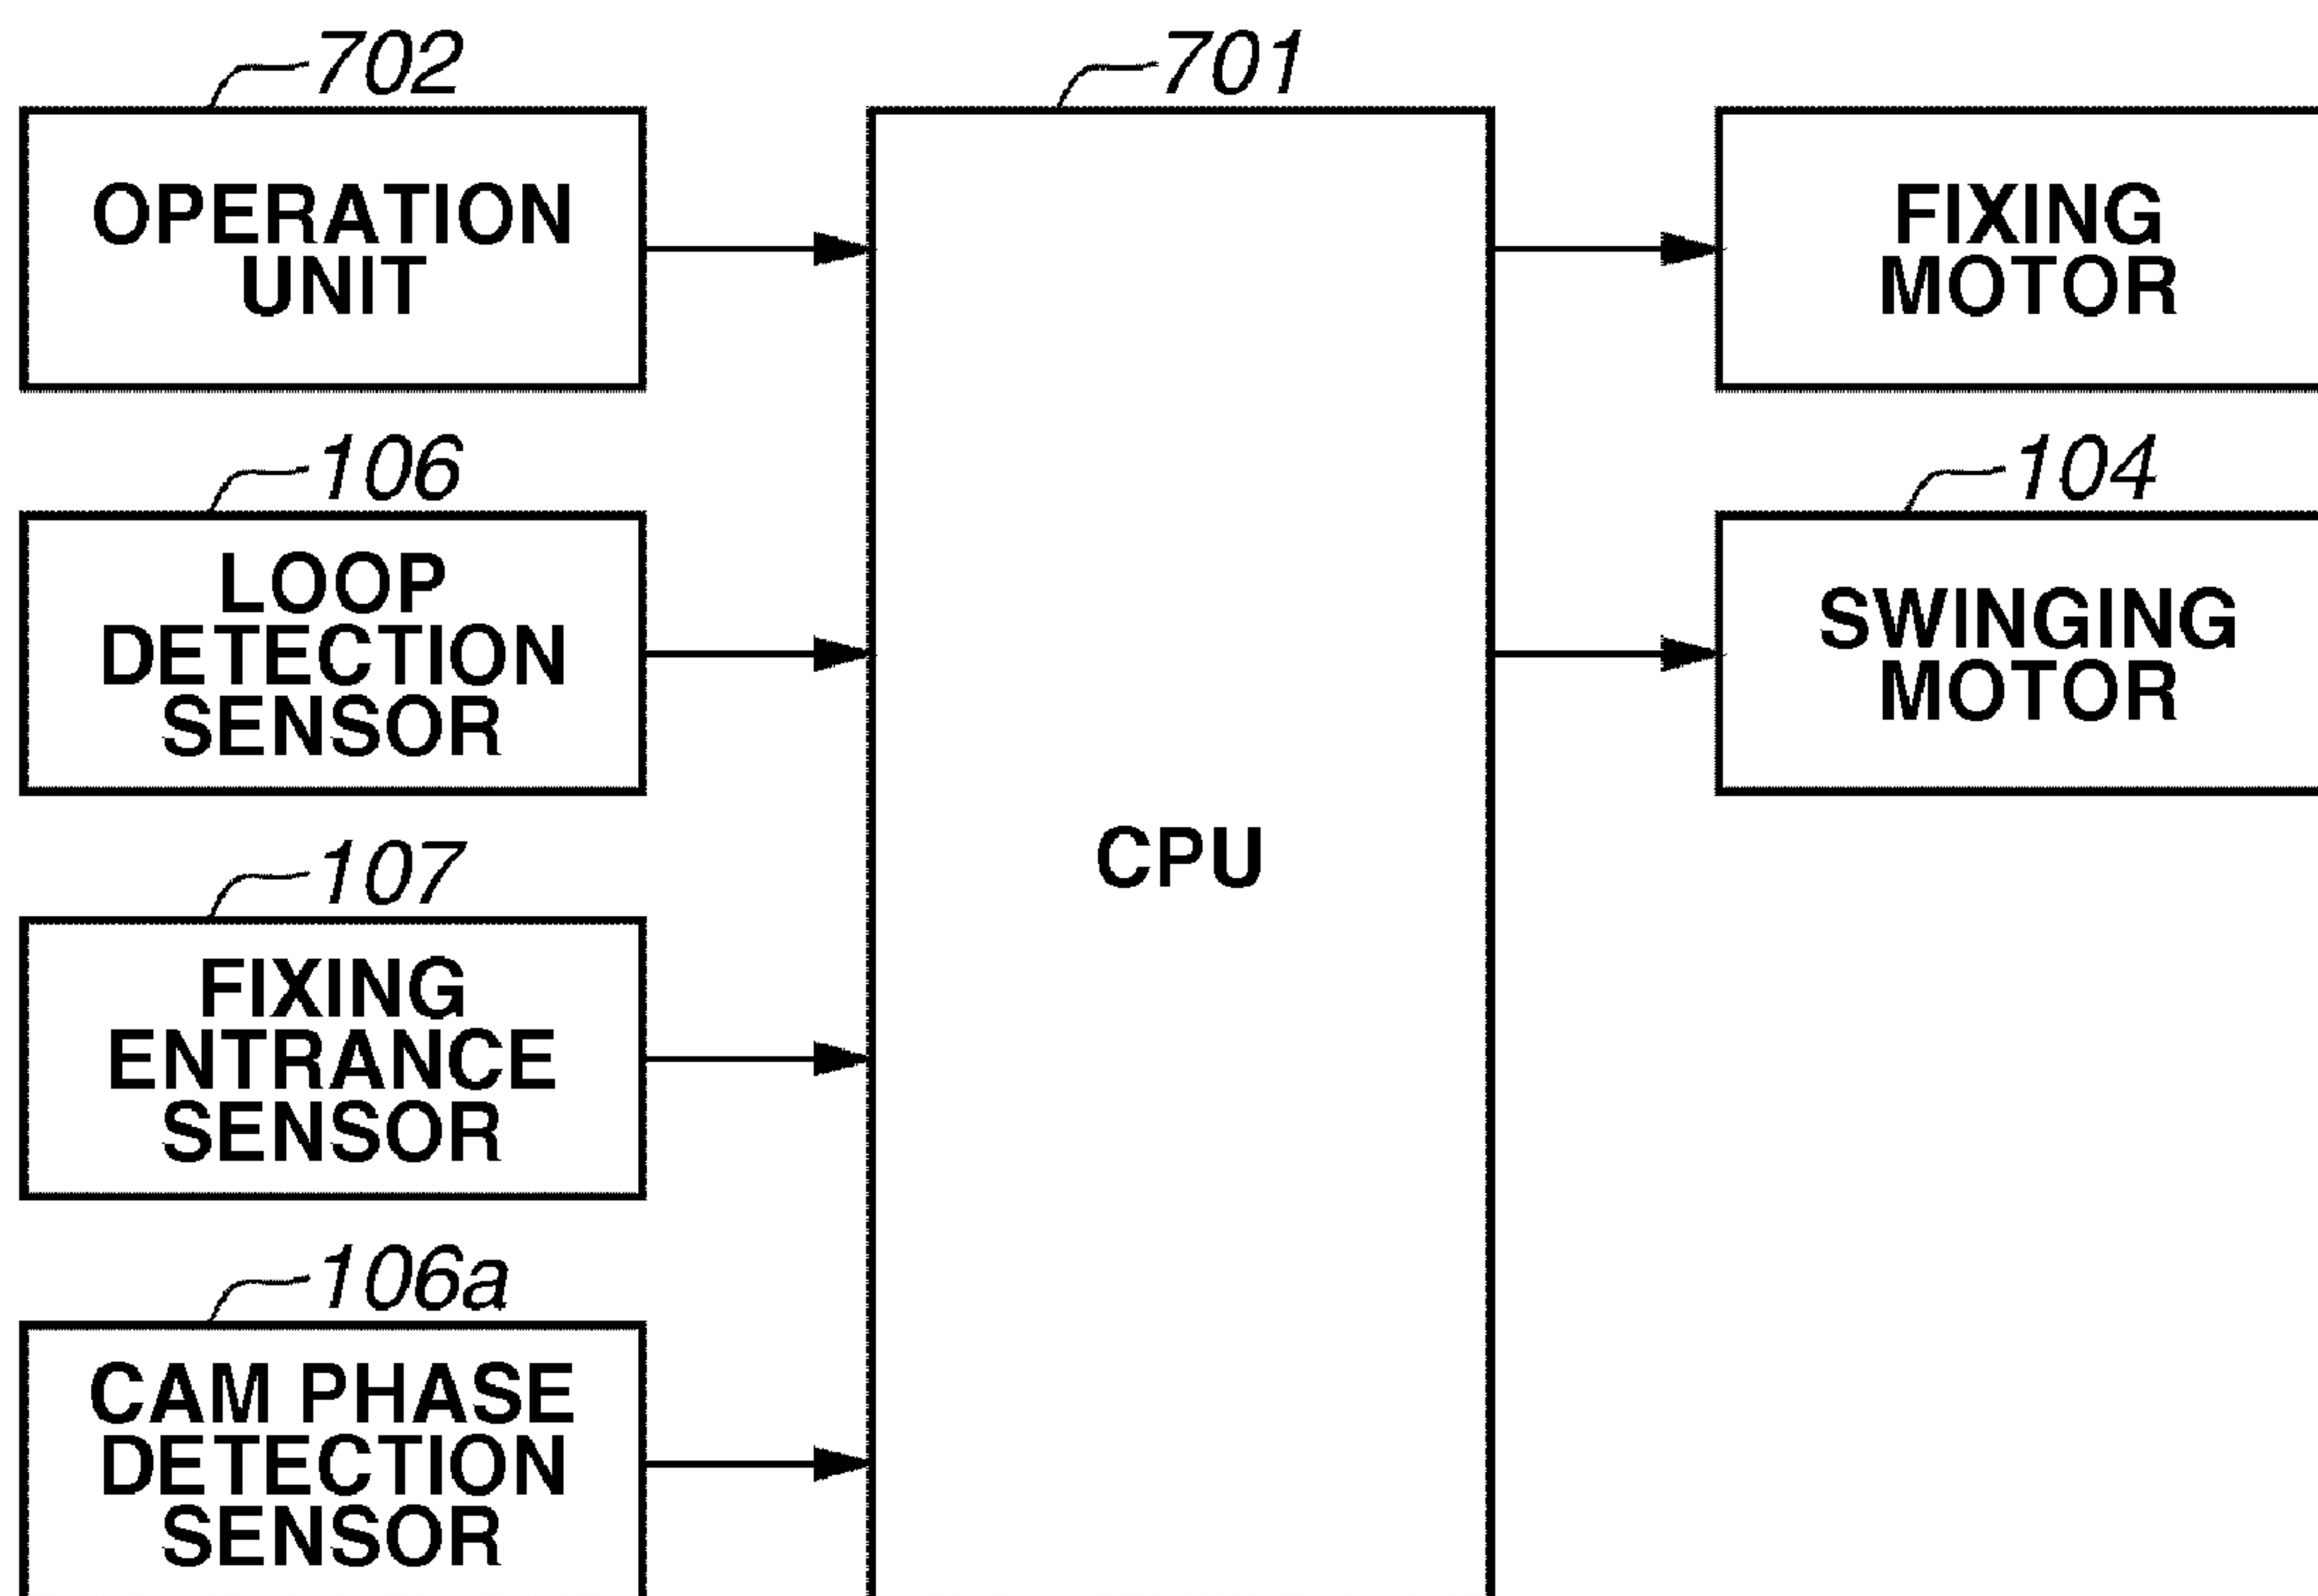 702
OPERATION
UNIT
106
LOOP
DETECTION
SENSOR
107
FIXING
ENTRANCE
SENSOR
106a
CAM PHASE
DETECTION
SENSOR
701
CPU
FIXING
MOTOR
104
SWINGING
MOTOR